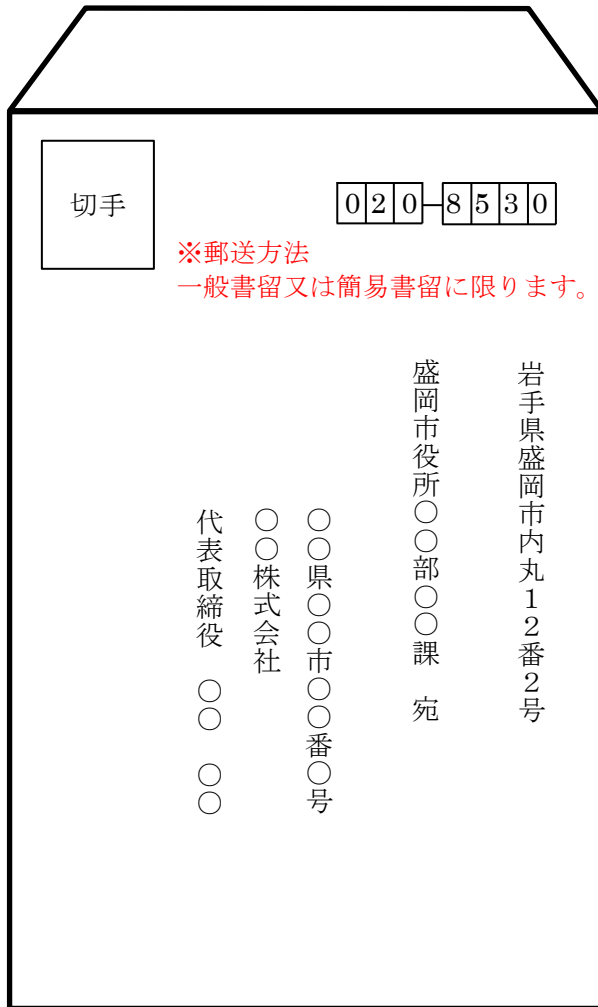 切手
020-8530
※郵送方法
一般書留又は簡易書留に限ります。
岩手県盛岡市内丸12番2号
盛岡市役所○○部○○課　宛
○○県○○市○○番○号
○○株式会社
代表取締役　○○　○○